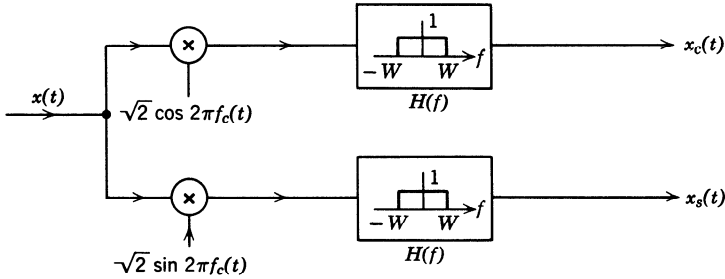 1
f
x_c(t)
−W W
x(t)
H(f)
√2 cos 2πf_c(t)
1
f
x_s(t)
−W W
H(f)
√2 sin 2πf_c(t)